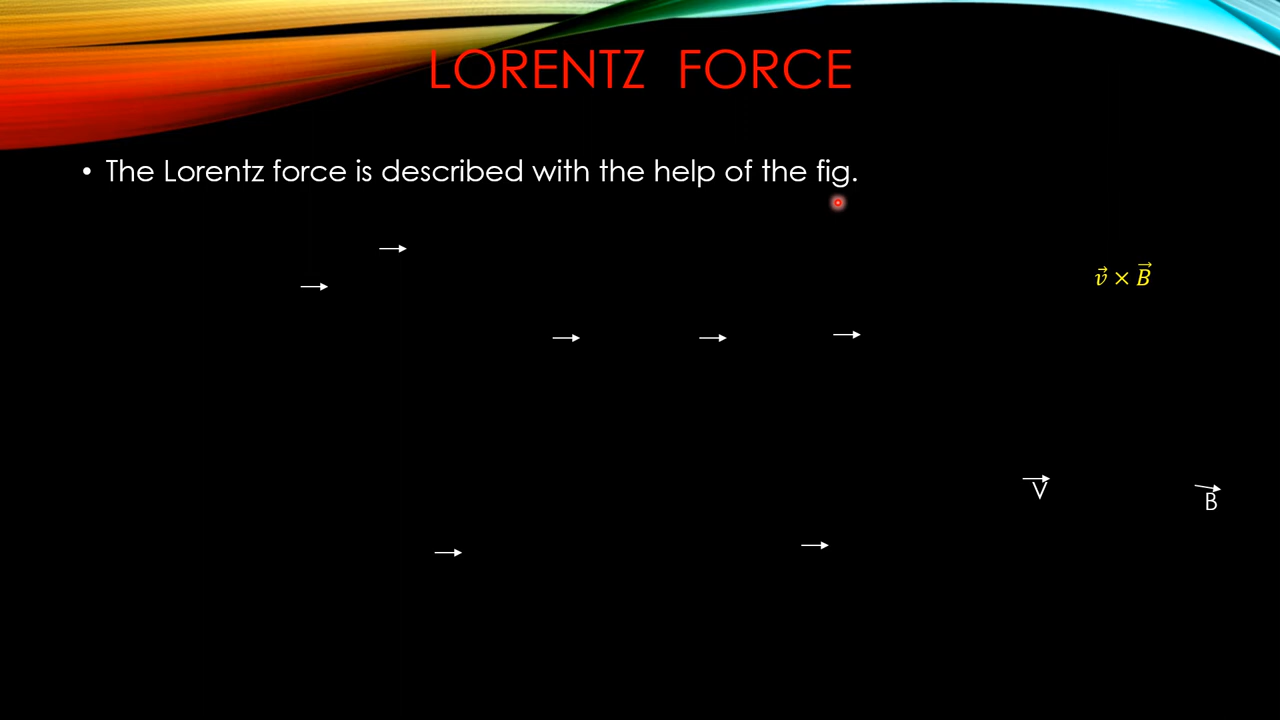 LORENTZ FORCE
• The Lorentz force is described with the help of the fig.
v⃗ × B⃗
V
B